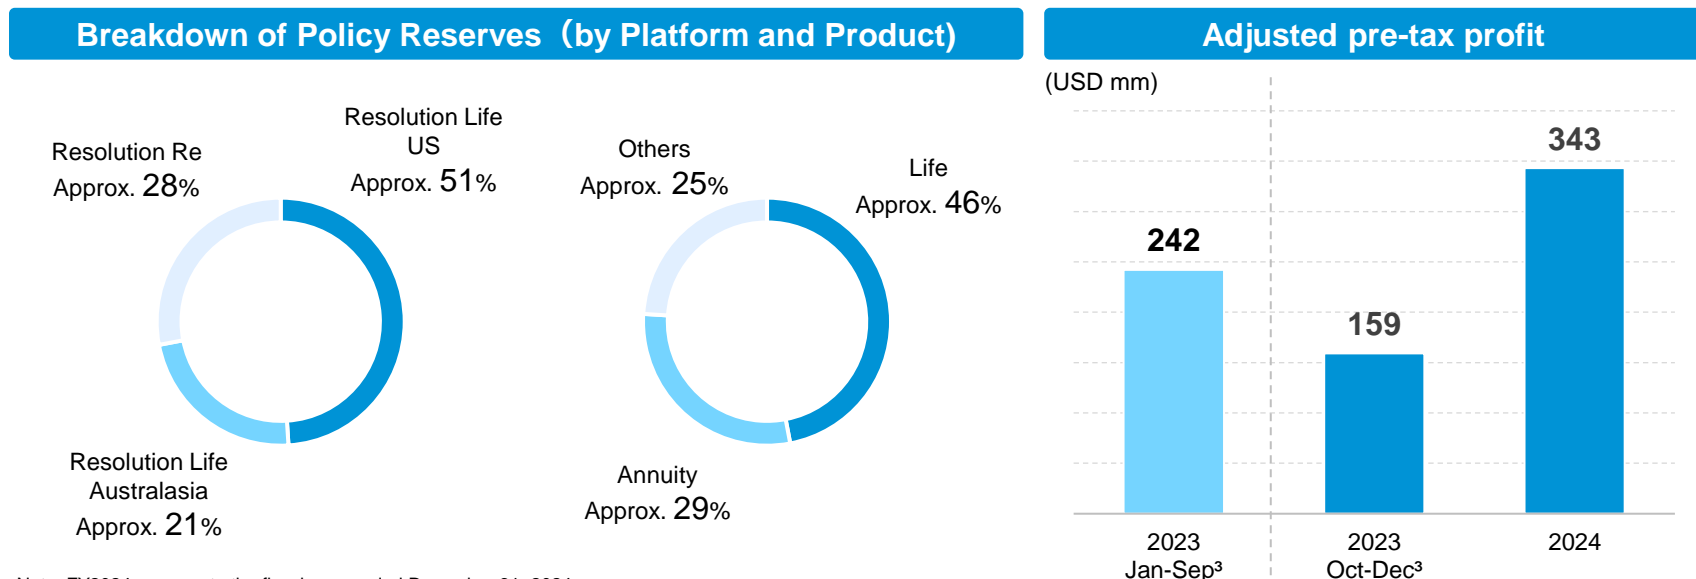 Breakdown of Policy Reserves（by Platform and Product)
Resolution Re
Approx. 28%
Resolution Life
US
Approx. 51%
Resolution Life
Australasia
Approx. 21%
Others
Approx. 25%
Life
Approx. 46%
Annuity
Approx. 29%
Adjusted pre-tax profit
(USD mm)
242
159
343
2023
Jan-Sep³
2023
Oct-Dec³
2024